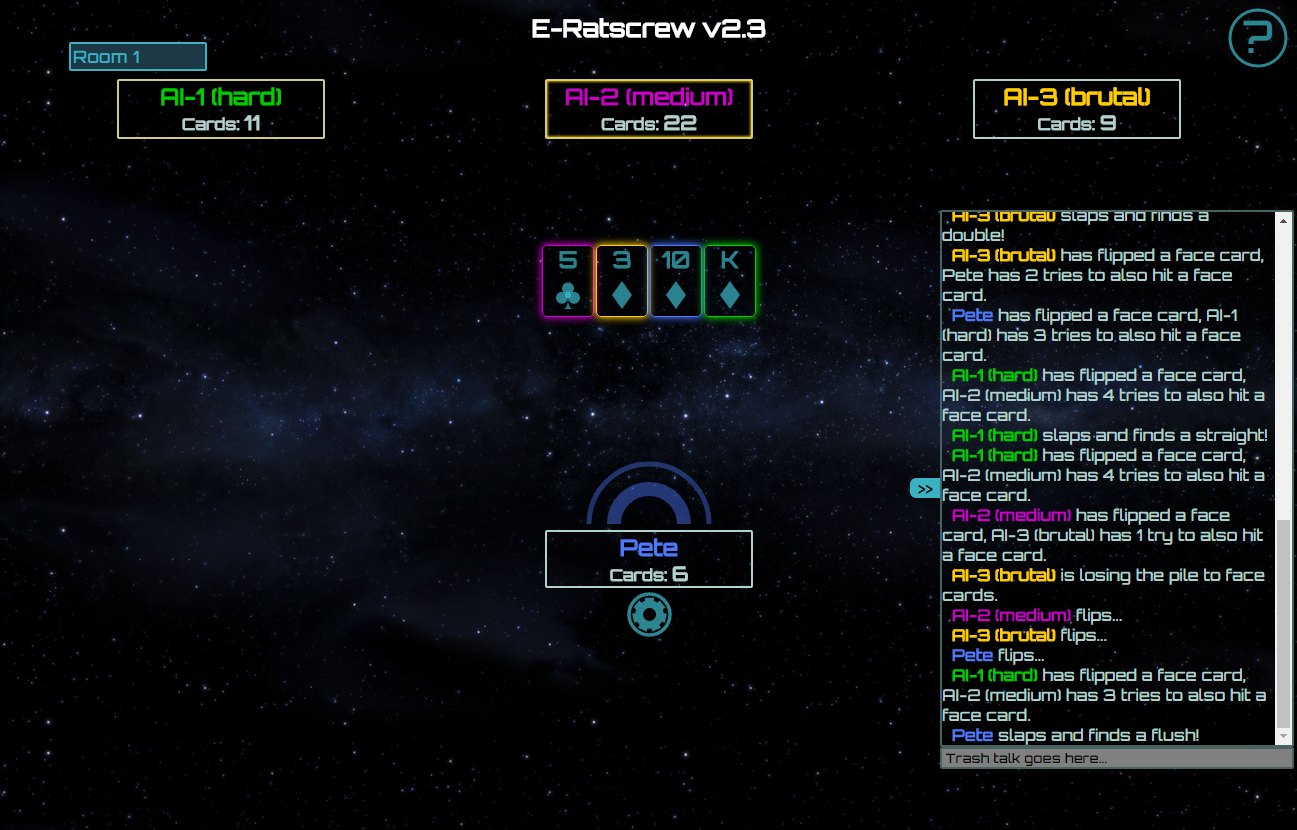 E-Ratscrew v2.3
?
Room 1
AI-1 (hard)
Cards: 11
AI-2 (medium)
Cards: 22
AI-3 (brutal)
Cards: 9
5
3
10
K
AI-3 (brutal) slaps and finds a
double!
AI-3 (brutal) has flipped a face card,
Pete has 2 tries to also hit a face
card.
Pete has flipped a face card, AI-1
(hard) has 3 tries to also hit a face
card.
AI-1 (hard) has flipped a face card,
AI-2 (medium) has 4 tries to also hit a
face card.
AI-1 (hard) slaps and finds a straight!
AI-1 (hard) has flipped a face card,
AI-2 (medium) has 4 tries to also hit a
face card.
AI-2 (medium) has flipped a face
card, AI-3 (brutal) has 1 try to also hit
a face card.
AI-3 (brutal) is losing the pile to face
cards.
AI-2 (medium) flips...
AI-3 (brutal) flips...
Pete flips...
AI-1 (hard) has flipped a face card,
AI-2 (medium) has 3 tries to also hit a
face card.
Pete slaps and finds a flush!
>>
Pete
Cards: 6
Trash talk goes here...